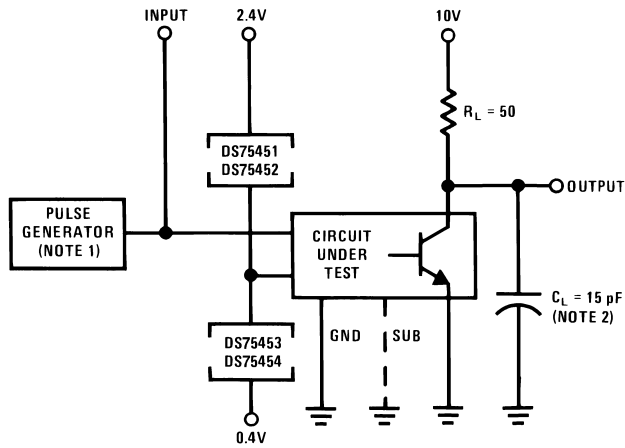 INPUT
2.4V
10V
R_L = 50
DS75451
DS75452
OUTPUT
PULSE
GENERATOR
(NOTE 1)
CIRCUIT
UNDER
TEST
C_L = 15 pF
(NOTE 2)
GND
SUB
DS75453
DS75454
0.4V